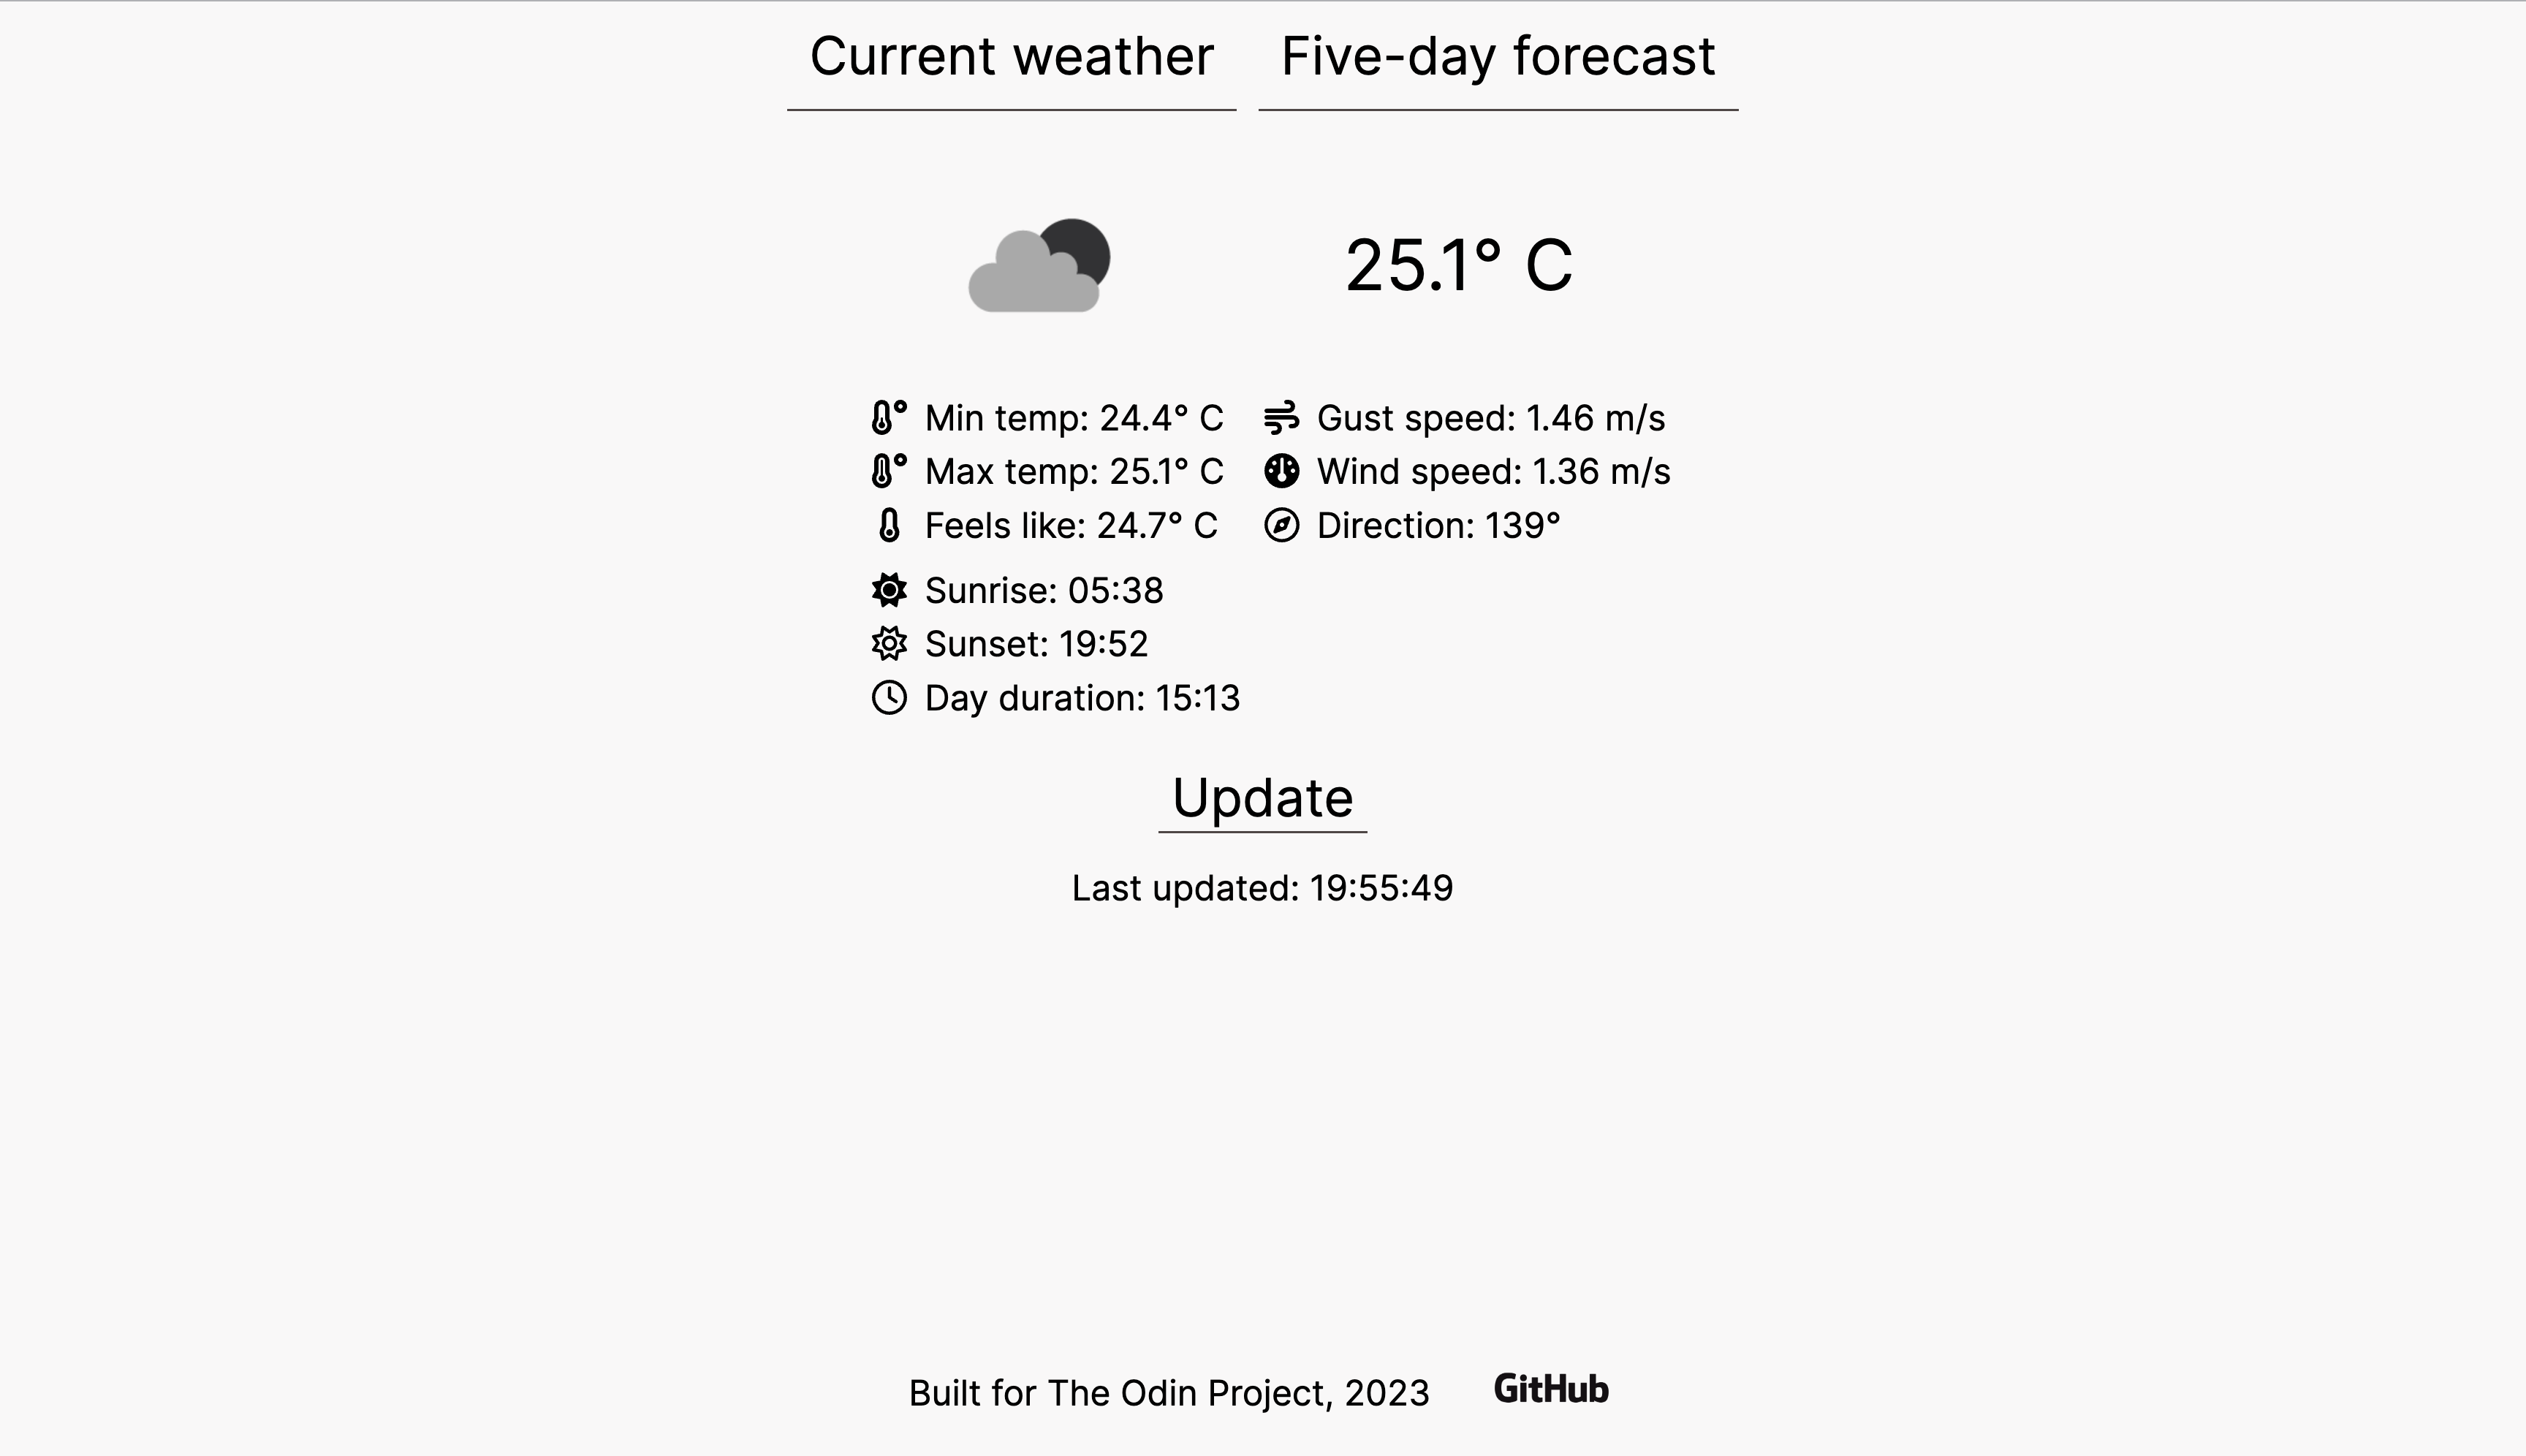 Current weather
Five-day forecast
25.1° C
Min temp: 24.4° C
Max temp: 25.1° C
Feels like: 24.7° C
Gust speed: 1.46 m/s
Wind speed: 1.36 m/s
Direction: 139°
Sunrise: 05:38
Sunset: 19:52
Day duration: 15:13
Update
Last updated: 19:55:49
Built for The Odin Project, 2023
GitHub